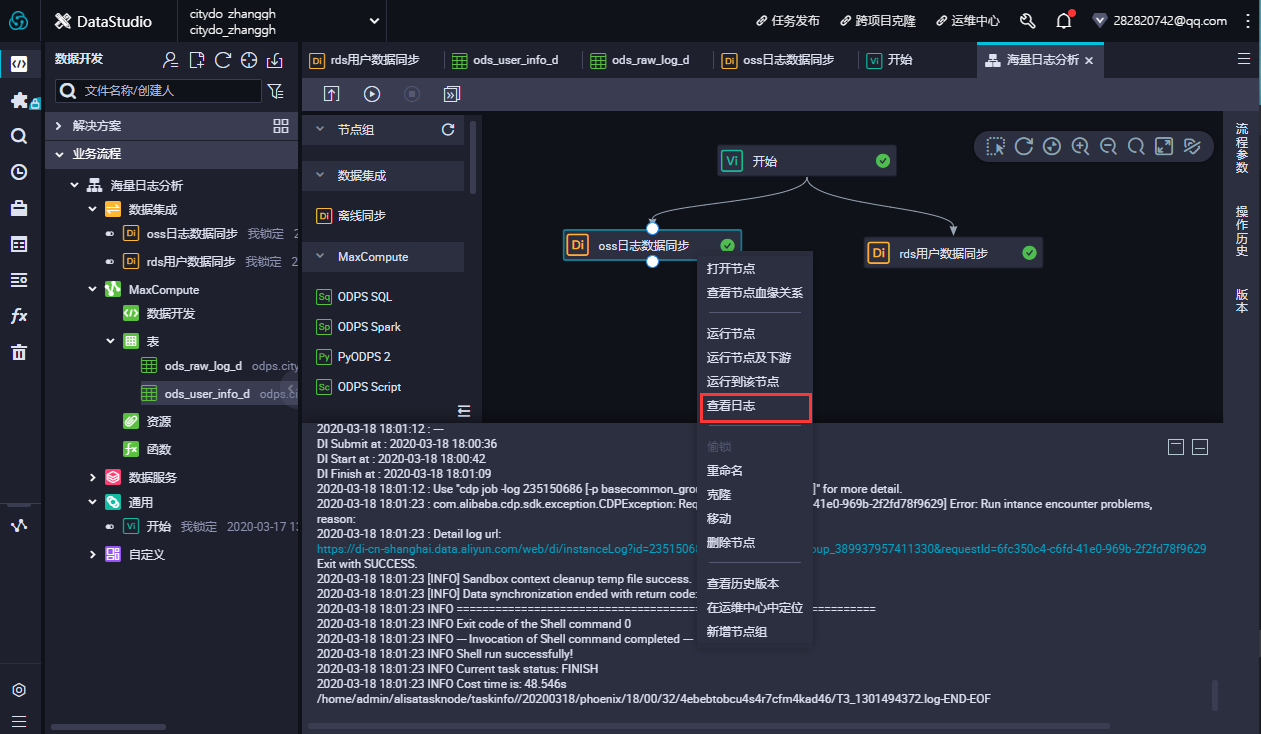 DataStudio
citydo_zhanggh
citydo_zhanggh
任务发布
跨项目克隆
运维中心
282820742@qq.com
数据开发
文件名称/创建人
解决方案
业务流程
海量日志分析
数据集成
Di oss日志数据同步 我锁定 2
Di rds用户数据同步 我锁定 2
MaxCompute
数据开发
表
ods_raw_log_d odps.city
ods_user_info_d odps.ci
资源
fx 函数
数据服务
通用
Vi 开始 我锁定 2020-03-17 1
自定义
Di rds用户数据同步
ods_user_info_d
ods_raw_log_d
Di oss日志数据同步
Vi 开始
海量日志分析
节点组
数据集成
Di 离线同步
MaxCompute
Sq ODPS SQL
Sp ODPS Spark
Py PyODPS 2
Sc ODPS Script
Vi 开始
Di oss日志数据同步
Di rds用户数据同步
流程参数
操作历史
版本
打开节点
查看节点血缘关系
运行节点
运行节点及下游
运行到该节点
查看日志
偷锁
重命名
克隆
移动
删除节点
查看历史版本
在运维中心中定位
新增节点组
2020-03-18 18:01:12 : ---
DI Submit at : 2020-03-18 18:00:36
DI Start at : 2020-03-18 18:00:42
DI Finish at : 2020-03-18 18:01:09
2020-03-18 18:01:12 : Use "cdp job -log 235150686 [-p basecommon_grou ]" for more detail.
2020-03-18 18:01:23 : com.alibaba.cdp.sdk.exception.CDPException: Req 41e0-969b-2f2fd78f9629] Error: Run intance encounter problems,
reason:
2020-03-18 18:01:23 : Detail log url:
https://di-cn-shanghai.data.aliyun.com/web/di/instanceLog?id=23515068 oup_389937957411330&requestId=6fc350c4-c6fd-41e0-969b-2f2fd78f9629
Exit with SUCCESS.
2020-03-18 18:01:23 [INFO] Sandbox context cleanup temp file success.
2020-03-18 18:01:23 [INFO] Data synchronization ended with return code:
2020-03-18 18:01:23 INFO =====================================================
2020-03-18 18:01:23 INFO Exit code of the Shell command 0
2020-03-18 18:01:23 INFO --- Invocation of Shell command completed ---
2020-03-18 18:01:23 INFO Shell run successfully!
2020-03-18 18:01:23 INFO Current task status: FINISH
2020-03-18 18:01:23 INFO Cost time is: 48.546s
/home/admin/alisatasknode/taskinfo//20200318/phoenix/18/00/32/4ebebtobcu4s4r7cfm4kad46/T3_1301494372.log-END-EOF